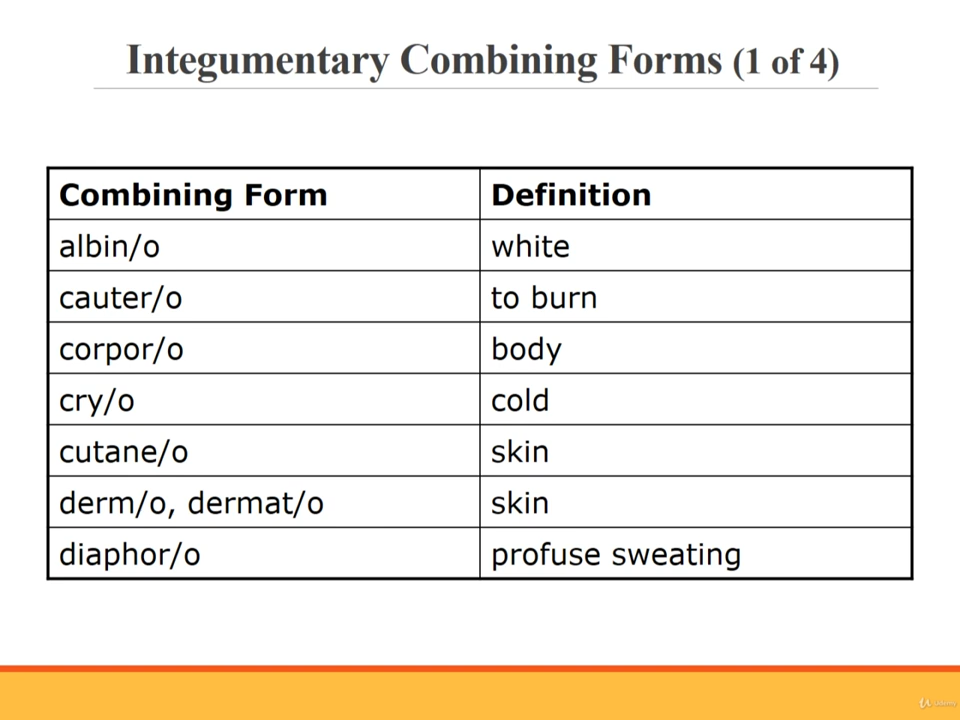 Integumentary Combining Forms (1 of 4)
Combining Form Definition
albin/o white
cauter/o to burn
corpor/o body
cry/o cold
cutane/o skin
derm/o, dermat/o skin
diaphor/o profuse sweating
Udemy